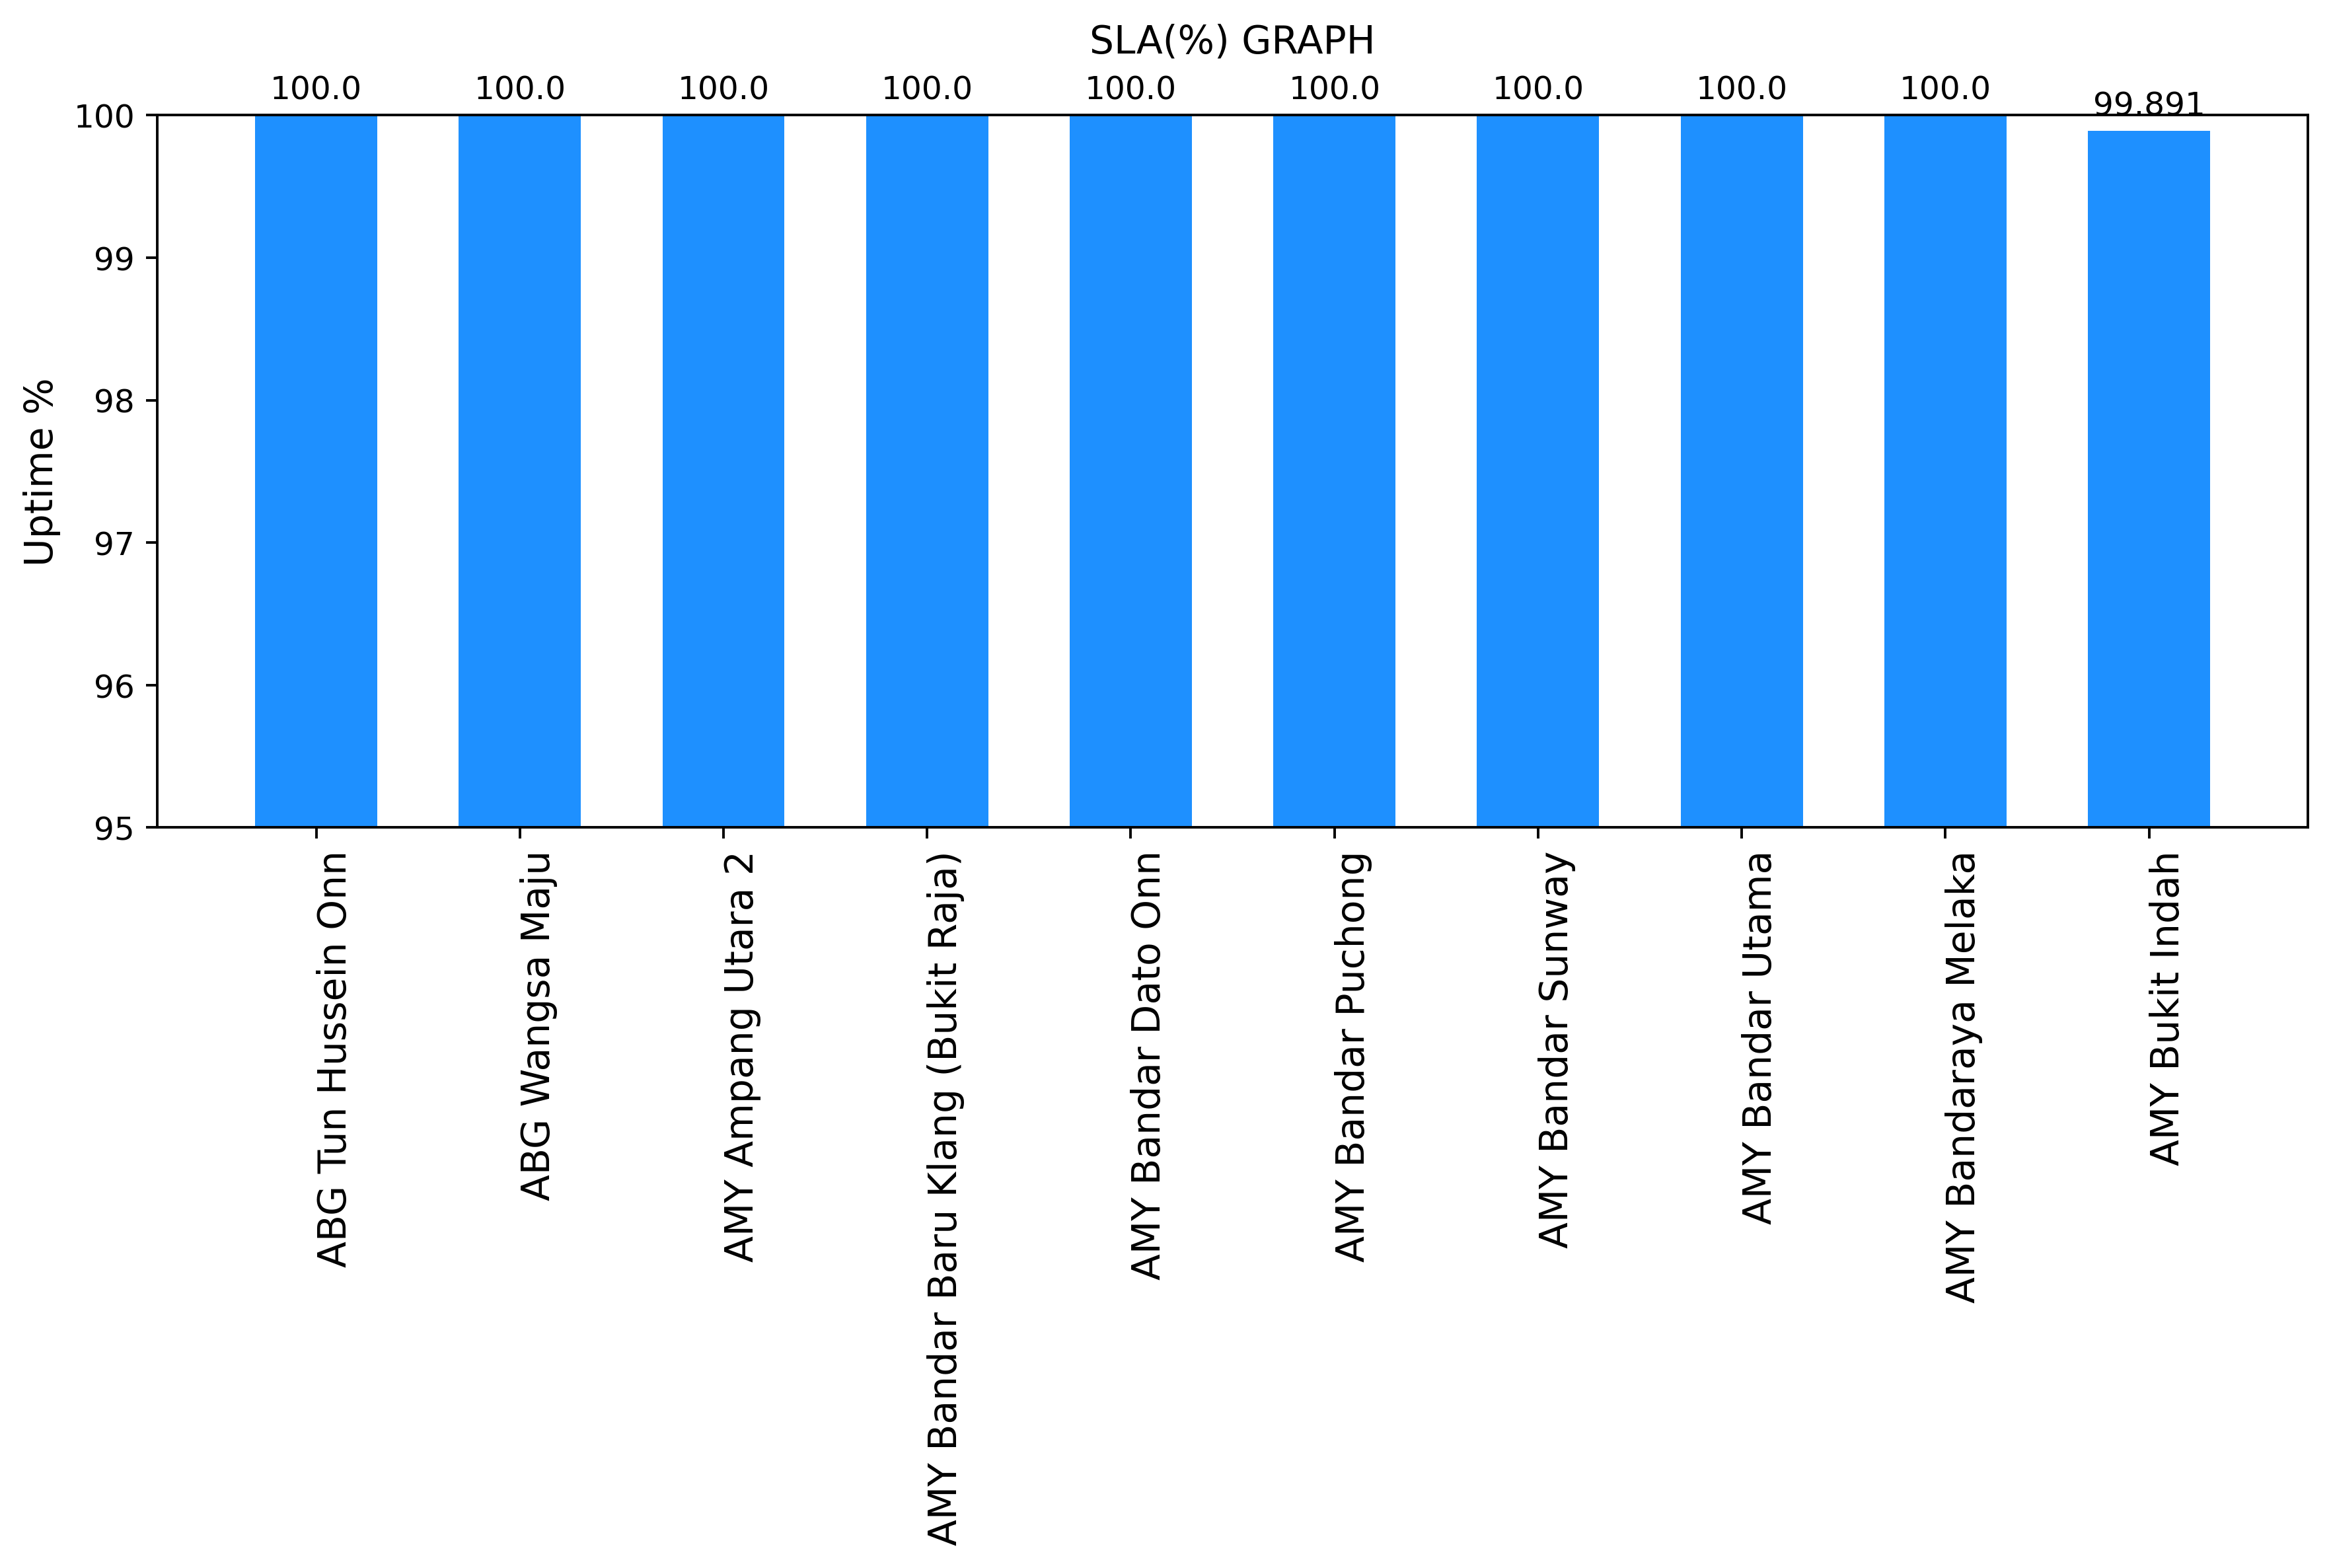 SLA(%) GRAPH
100.0 100.0 100.0 100.0 100.0 100.0 100.0 100.0 100.0 99.891
100
99
98
97
96
95
Uptime %
ABG Tun Hussein Onn
ABG Wangsa Maju
AMY Ampang Utara 2
AMY Bandar Baru Klang (Bukit Raja)
AMY Bandar Dato Onn
AMY Bandar Puchong
AMY Bandar Sunway
AMY Bandar Utama
AMY Bandaraya Melaka
AMY Bukit Indah